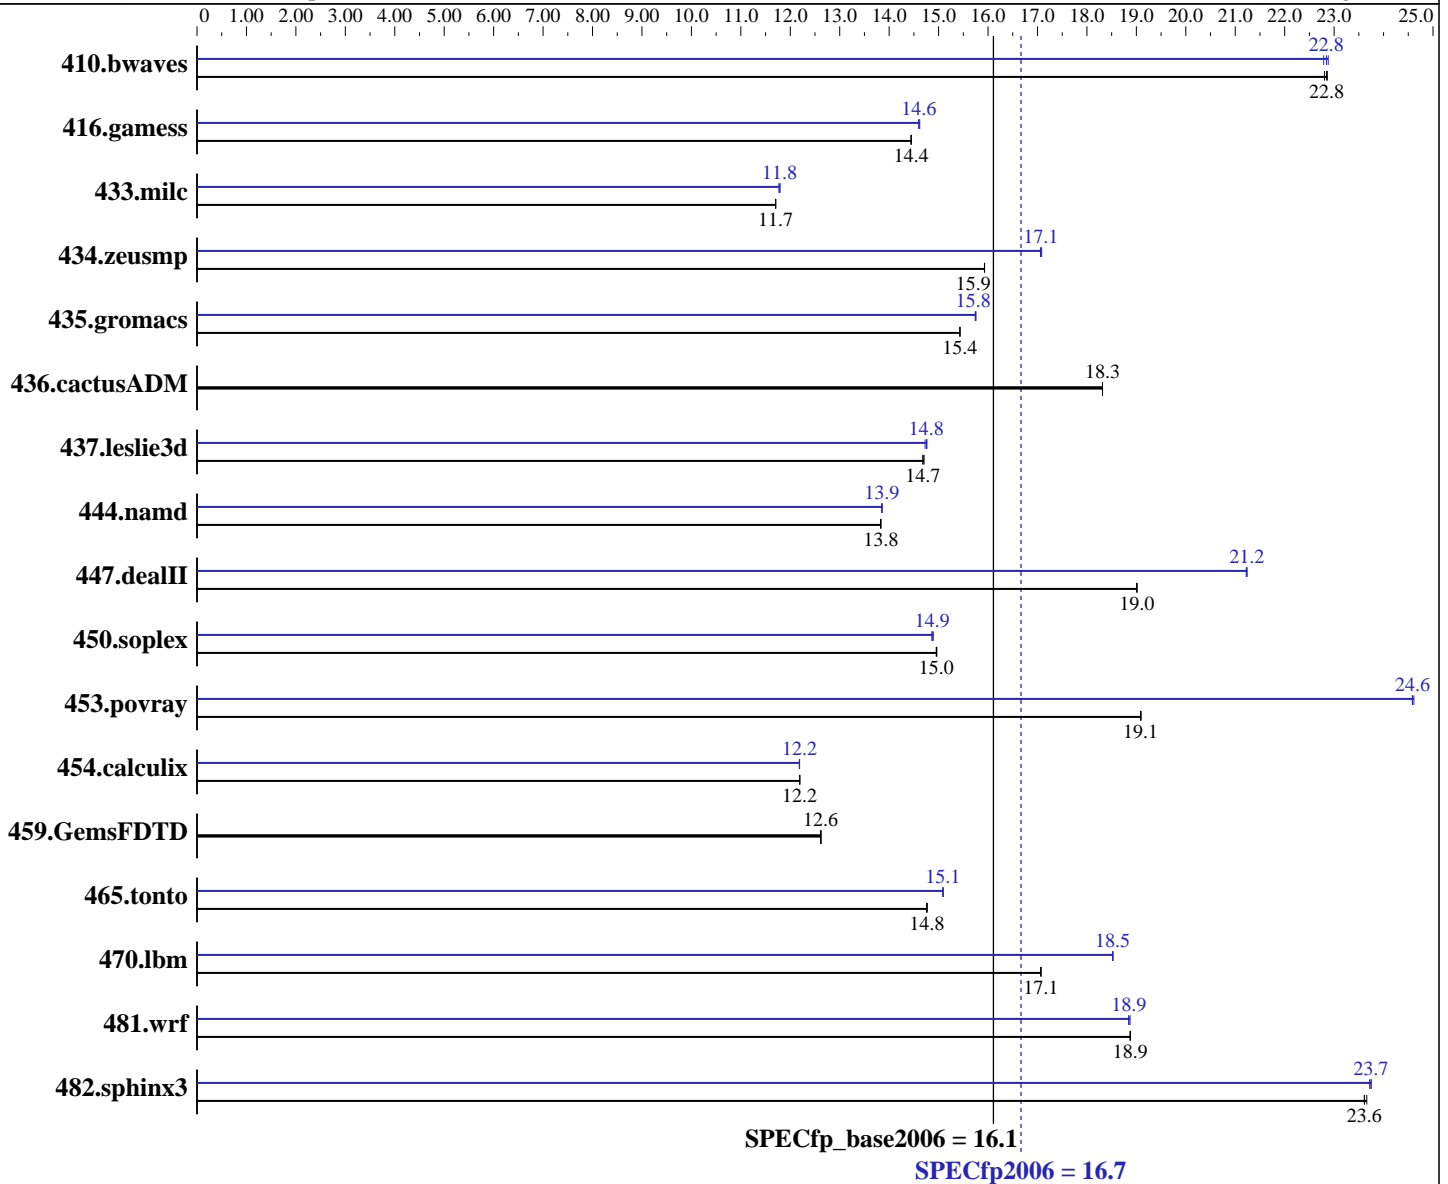 0 1.00 2.00 3.00 4.00 5.00 6.00 7.00 8.00 9.00 10.0 11.0 12.0 13.0 14.0 15.0 16.0 17.0 18.0 19.0 20.0 21.0 22.0 23.0 25.0
410.bwaves
22.8
22.8
416.gamess
14.6
14.4
433.milc
11.8
11.7
434.zeusmp
17.1
15.9
435.gromacs
15.8
15.4
436.cactusADM
18.3
437.leslie3d
14.8
14.7
444.namd
13.9
13.8
447.dealII
21.2
19.0
450.soplex
14.9
15.0
453.povray
24.6
19.1
454.calculix
12.2
12.2
459.GemsFDTD
12.6
465.tonto
15.1
14.8
470.lbm
18.5
17.1
481.wrf
18.9
18.9
482.sphinx3
23.7
23.6
SPECfp_base2006 = 16.1
SPECfp2006 = 16.7